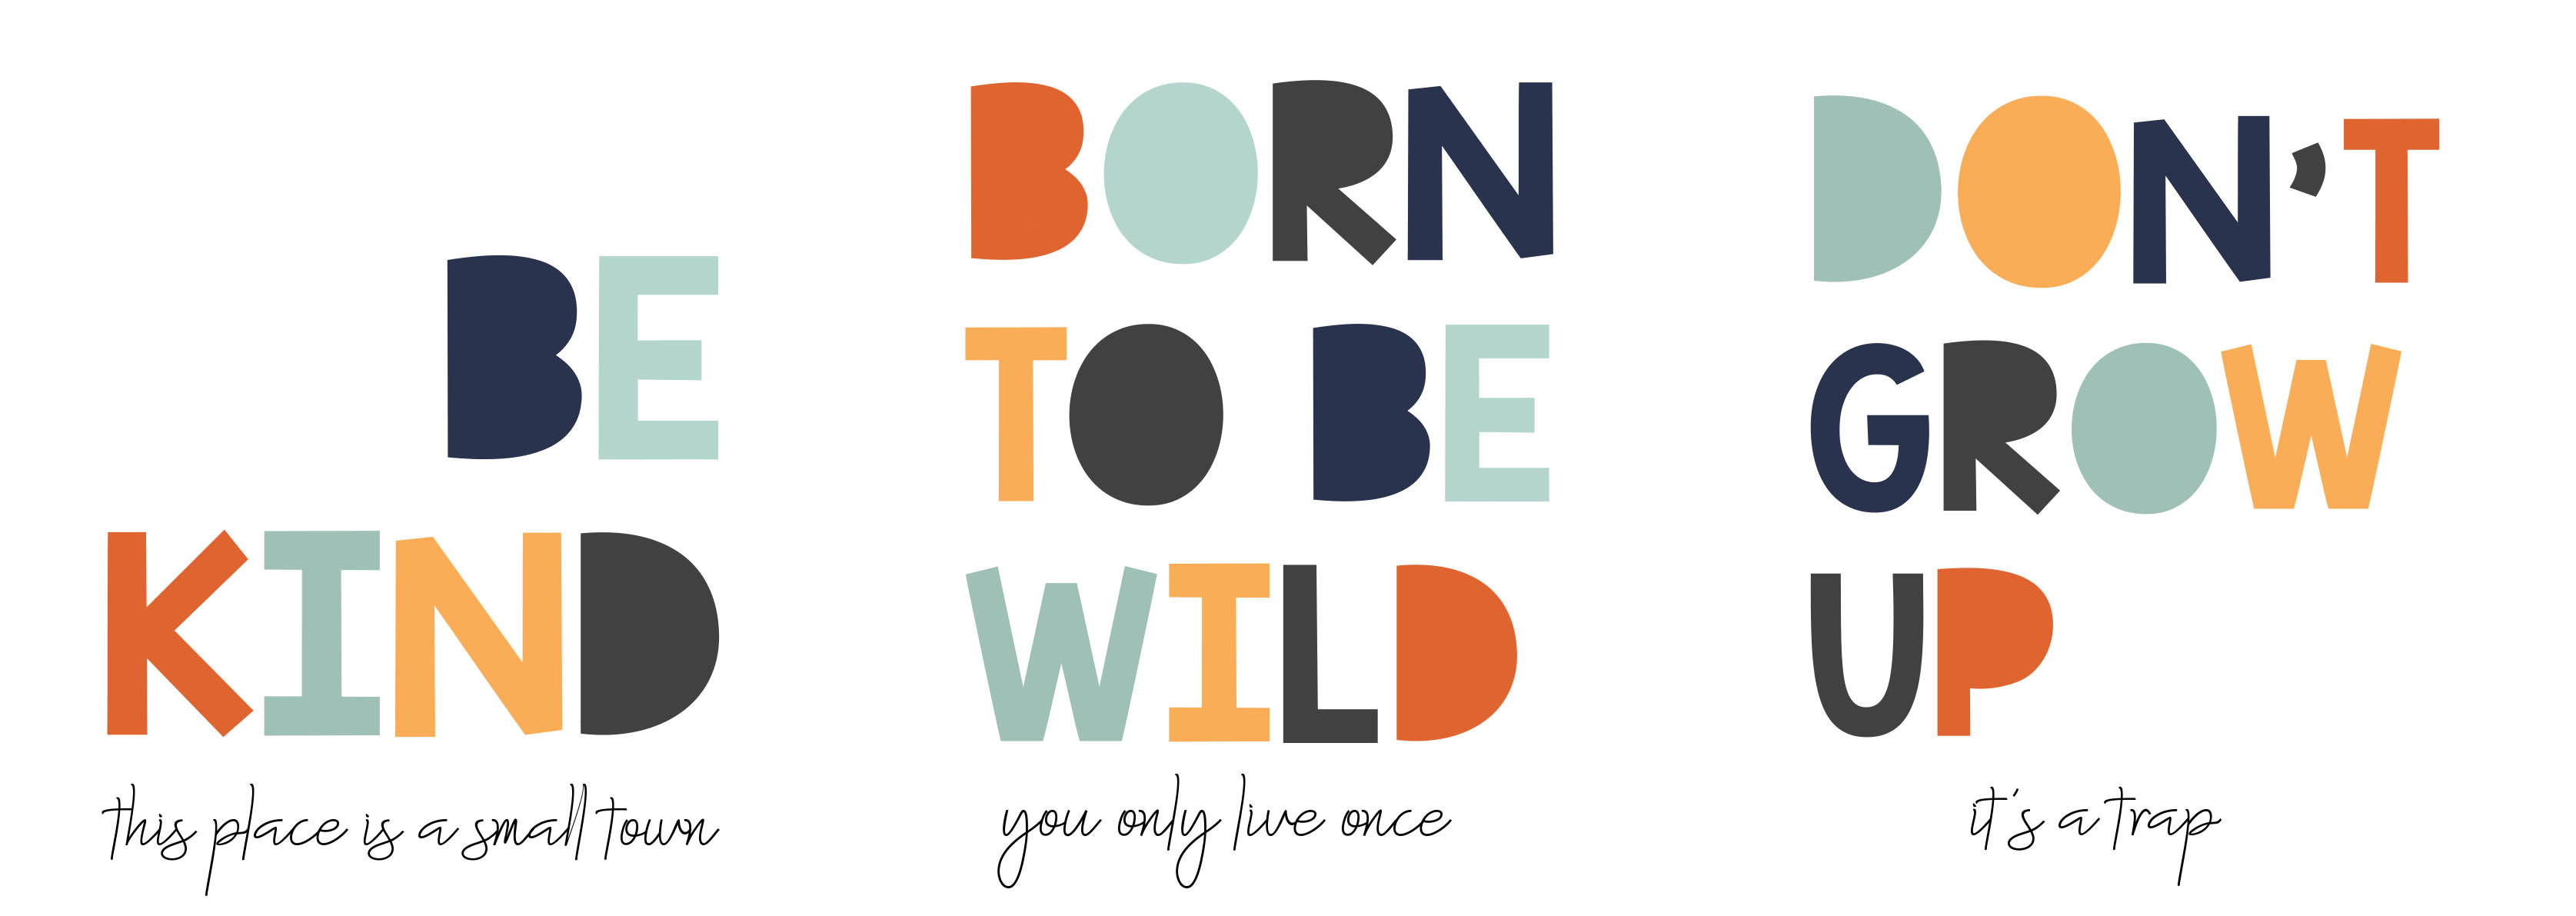 BE
KIND
this place is a small town
BORN
TO BE
WILD
you only live once
DON'T
GROW
UP
it's a trap